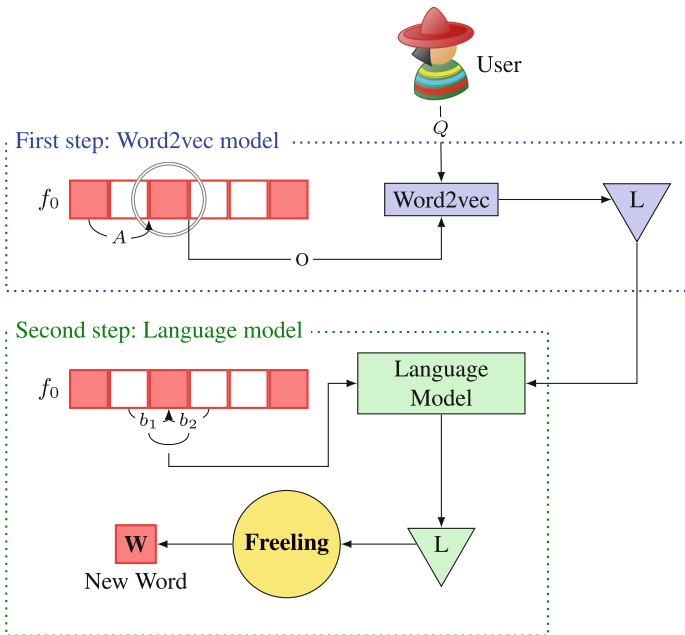 User
Q
First step: Word2vec model
f₀
Word2vec
L
A
O
Second step: Language model
f₀
Language
Model
b₁ b₂
W
Freeling
L
New Word